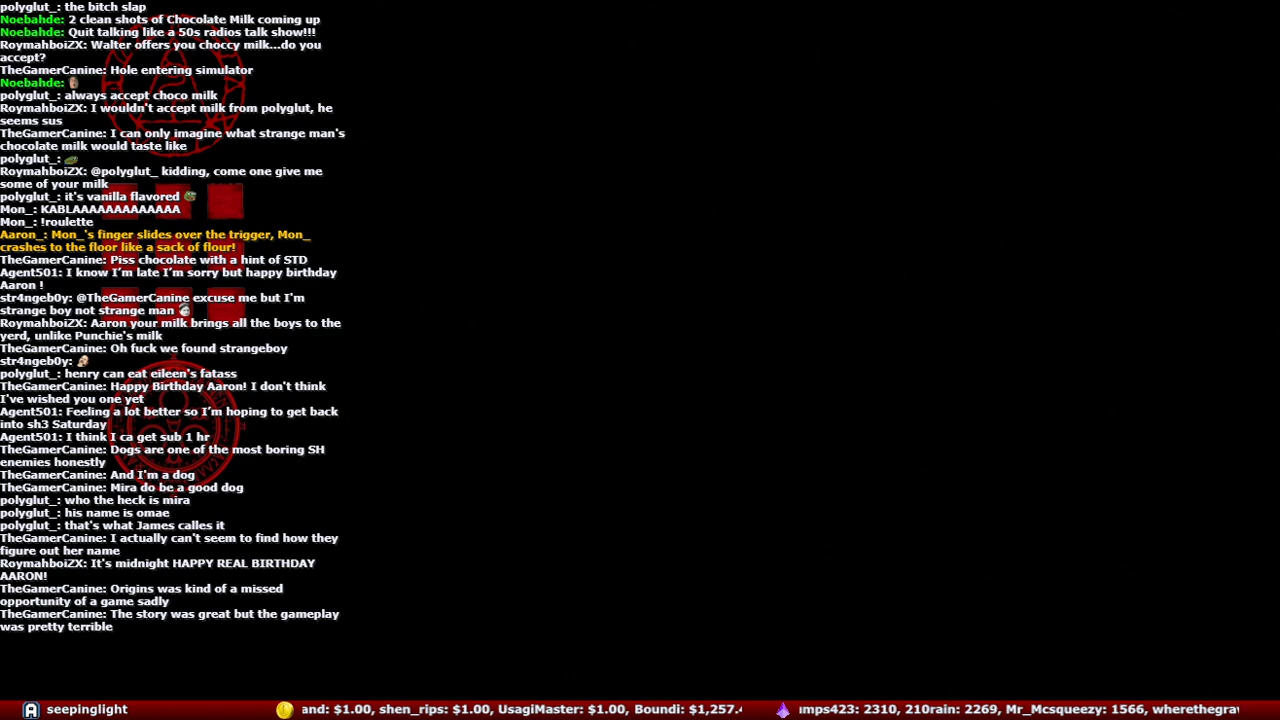 polyglut_: the bitch slap
Noebahde: 2 clean shots of Chocolate Milk coming up
Noebahde: Quit talking like a 50s radios talk show!!!
RoymahboiZX: Walter offers you choccy milk...do you
accept?
TheGamerCanine: Hole entering simulator
Noebahde:
polyglut_: always accept choco milk
RoymahboiZX: I wouldn't accept milk from polyglut, he
seems sus
TheGamerCanine: I can only imagine what strange man's
chocolate milk would taste like
polyglut_:
RoymahboiZX: @polyglut_ kidding, come one give me
some of your milk
polyglut_: it's vanilla flavored
Mon_: KABLAAAAAAAAAAAAA
Mon_: !roulette
Aaron_: Mon_'s finger slides over the trigger, Mon_
crashes to the floor like a sack of flour!
TheGamerCanine: Piss chocolate with a hint of STD
Agent501: I know I’m late I’m sorry but happy birthday
Aaron !
str4ngeb0y: @TheGamerCanine excuse me but I'm
strange boy not strange man
RoymahboiZX: Aaron your milk brings all the boys to the
yerd, unlike Punchie's milk
TheGamerCanine: Oh fuck we found strangeboy
str4ngeb0y:
polyglut_: henry can eat eileen's fatass
TheGamerCanine: Happy Birthday Aaron! I don't think
I've wished you one yet
Agent501: Feeling a lot better so I’m hoping to get back
into sh3 Saturday
Agent501: I think I ca get sub 1 hr
TheGamerCanine: Dogs are one of the most boring SH
enemies honestly
TheGamerCanine: And I'm a dog
TheGamerCanine: Mira do be a good dog
polyglut_: who the heck is mira
polyglut_: his name is omae
polyglut_: that's what James calls it
TheGamerCanine: I actually can't seem to find how they
figure out her name
RoymahboiZX: It's midnight HAPPY REAL BIRTHDAY
AARON!
TheGamerCanine: Origins was kind of a missed
opportunity of a game sadly
TheGamerCanine: The story was great but the gameplay
was pretty terrible
seepinglight and: $1.00, shen_rips: $1.00, UsagiMaster: $1.00, Boundi: $1,257. umps423: 2310, 210rain: 2269, Mr_Mcsqueezy: 1566, wherethegra